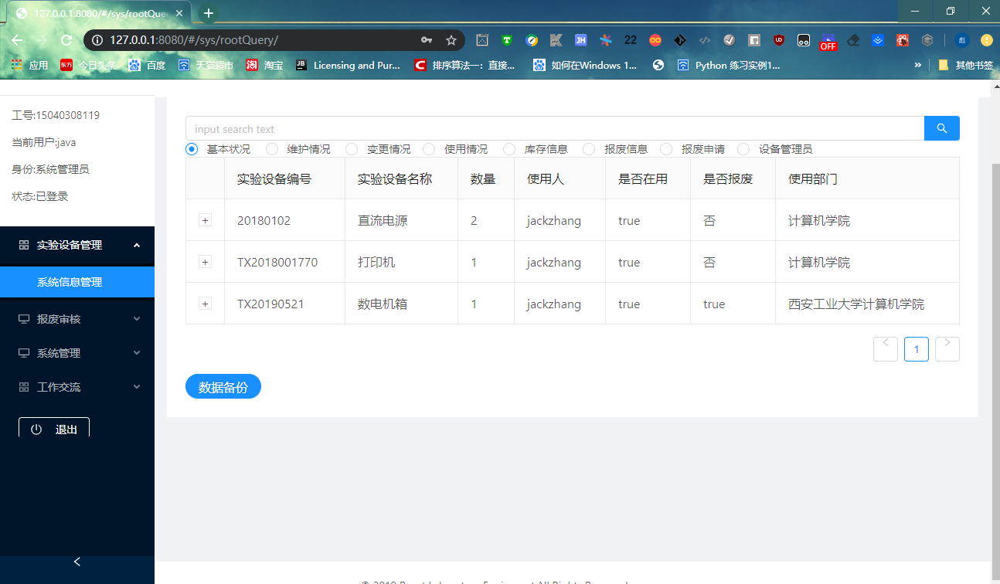 127.0.0.1:8080/#/sys/rootQue
127.0.0.1:8080/#/sys/rootQuery/
22
OFF
应用
今日头条
百度
天猫超市
淘宝
Licensing and Pur...
排序算法一：直接...
如何在Windows 1...
Python 练习实例1...
»
其他书签
工号:15040308119
当前用户:java
身份:系统管理员
状态:已登录
实验设备管理
系统信息管理
报废审核
系统管理
工作交流
退出
input search text
基本状况 维护情况 变更情况 使用情况 库存信息 报废信息 报废申请 设备管理员
实验设备编号 实验设备名称 数量 使用人 是否在用 是否报废 使用部门
+ 20180102 直流电源 2 jackzhang true 否 计算机学院
+ TX2018001770 打印机 1 jackzhang true 否 计算机学院
+ TX20190521 数电机箱 1 jackzhang true true 西安工业大学计算机学院
< 1 >
数据备份